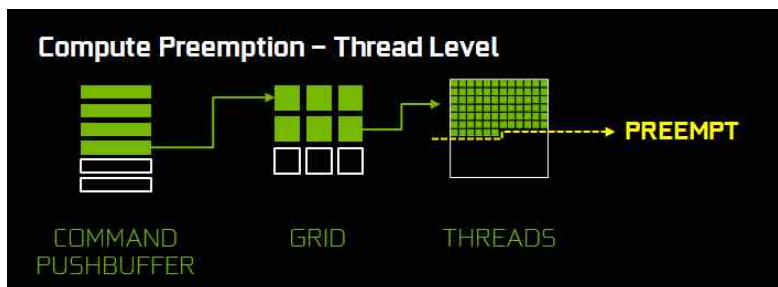 Compute Preemption – Thread Level
PREEMPT
COMMAND
PUSHBUFFER
GRID
THREADS